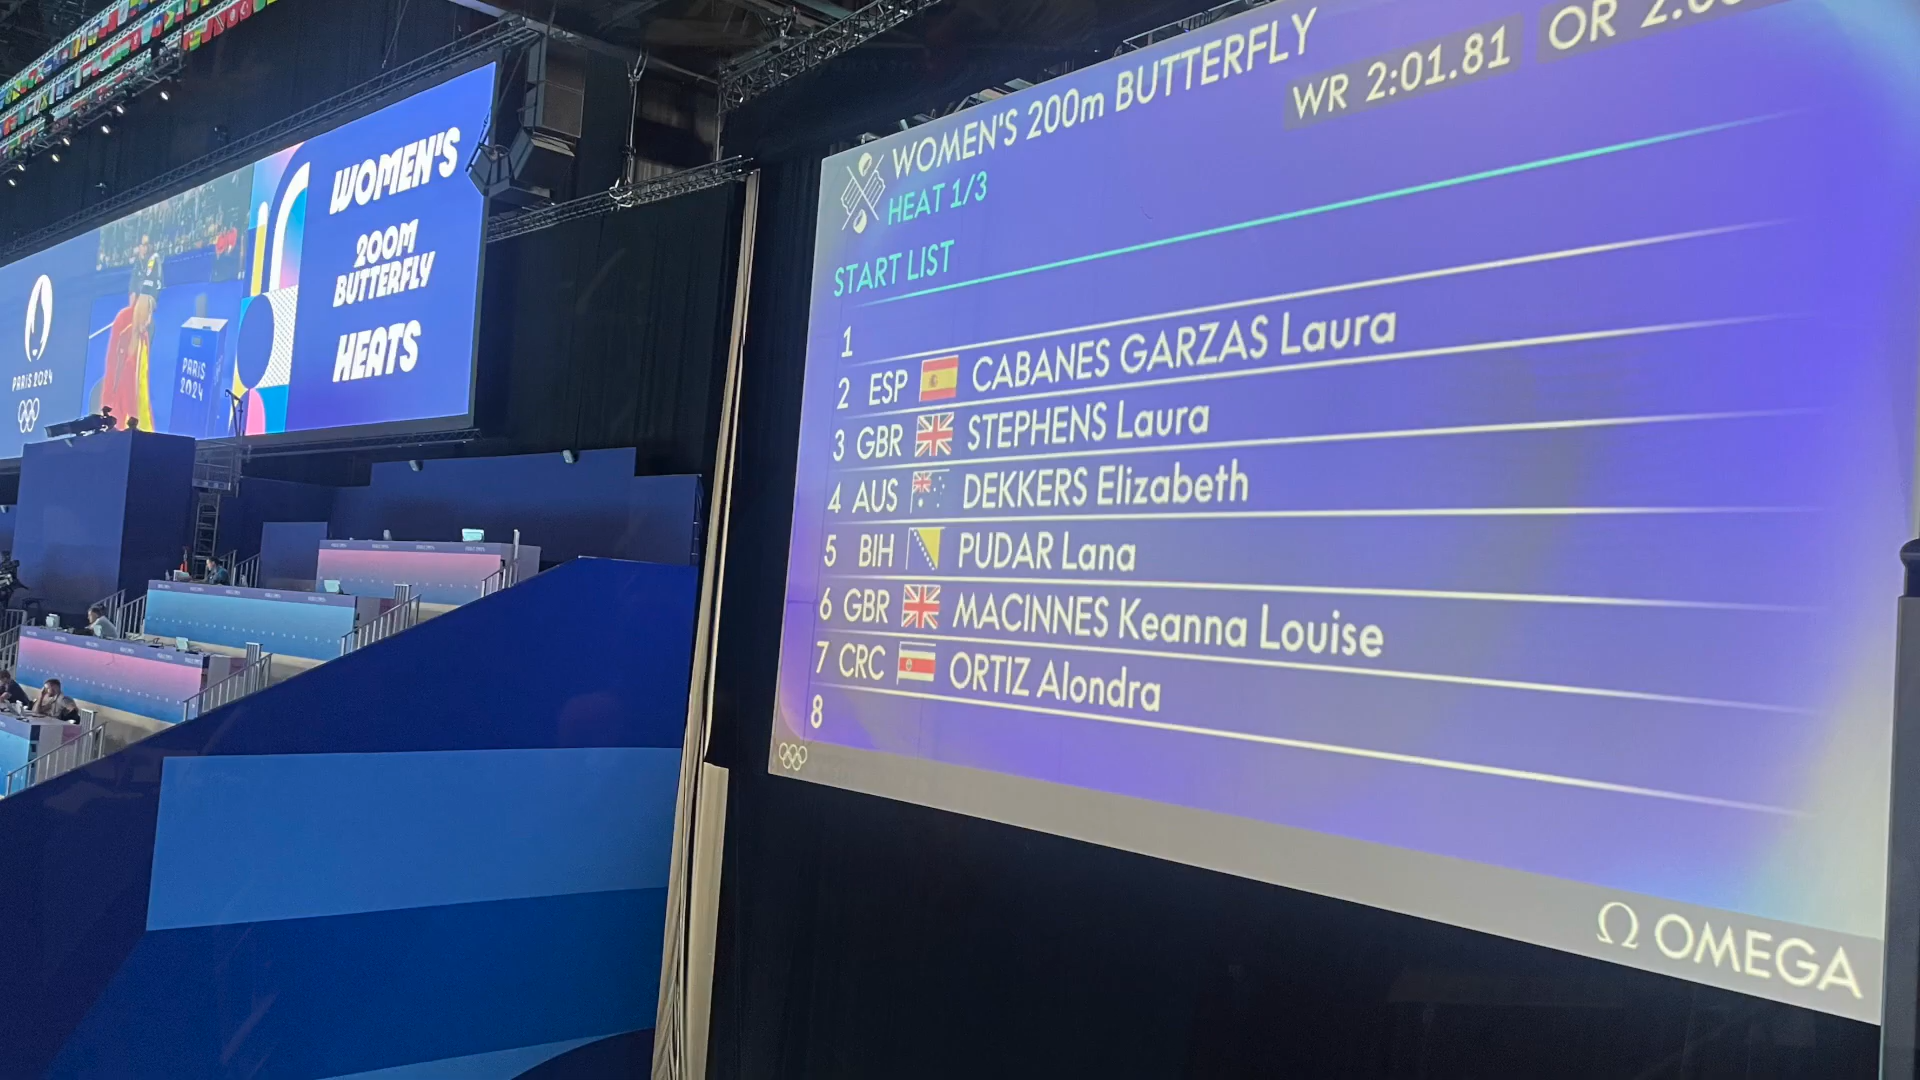 WOMEN'S
200M
BUTTERFLY
HEATS
PARIS 2024
PARIS
2024
WOMEN'S 200m BUTTERFLY
WR 2:01.81 OR
HEAT 1/3
START LIST
1
2 ESP CABANES GARZAS Laura
3 GBR STEPHENS Laura
4 AUS DEKKERS Elizabeth
5 BIH PUDAR Lana
6 GBR MACINNES Keanna Louise
7 CRC ORTIZ Alondra
8
Ω OMEGA